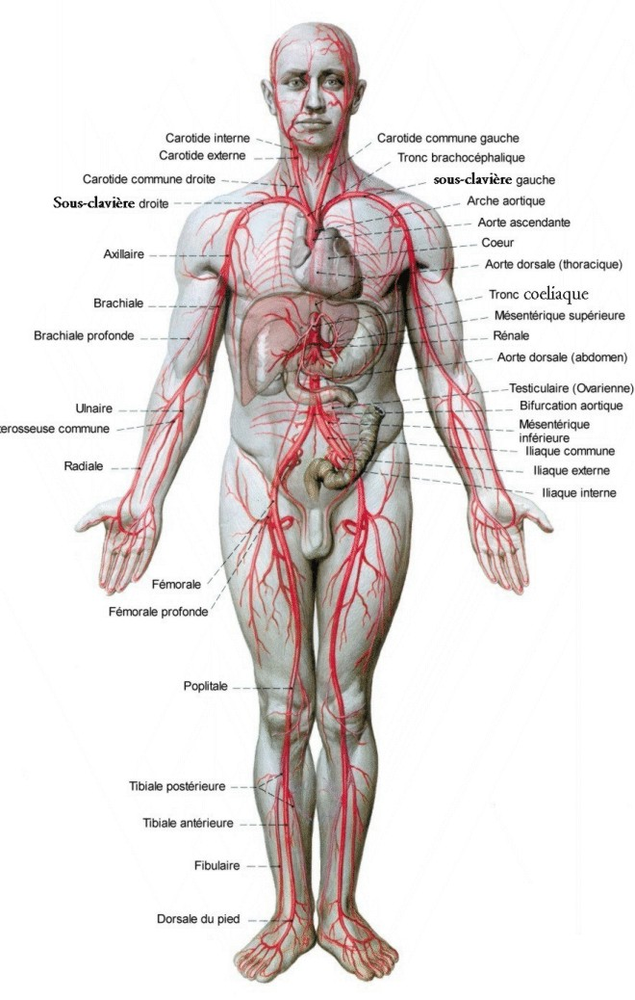 Carotide interne
Carotide externe
Carotide commune droite
Sous-clavière droite
Axillaire
Brachiale
Brachiale profonde
Ulnaire
terosseuse commune
Radiale
Fémorale
Fémorale profonde
Poplitale
Tibiale postérieure
Tibiale antérieure
Fibulaire
Dorsale du pied
Carotide commune gauche
Tronc brachocéphalique
sous-clavière gauche
Arche aortique
Aorte ascendante
Coeur
Aorte dorsale (thoracique)
Tronc coeliaque
Mésentérique supérieure
Rénale
Aorte dorsale (abdomen)
Testiculaire (Ovarienne)
Bifurcation aortique
Mésentérique
inférieure
Iliaque commune
Iliaque externe
Iliaque interne